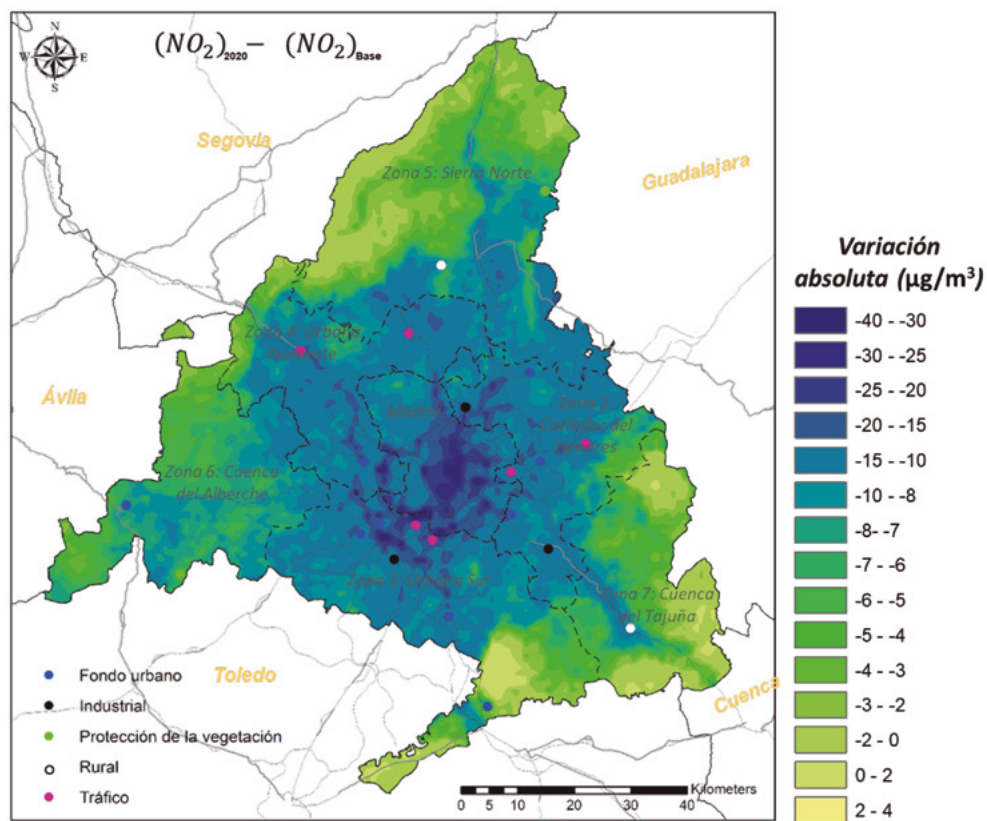 (NO₂)₂₀₂₀ − (NO₂)Base
N
W E
S
Segovia
Guadalajara
Zona 5: Sierra Norte
Zona 4: Urbana
Noroeste
Ávila
Madrid
Zona 2:
Corredor del
Henares
Zona 6: Cuenca
del Alberche
Zona 3: Urbana Sur
Zona 7: Cuenca
del Tajuña
Toledo
Cuenca
Fondo urbano
Industrial
Protección de la vegetación
Rural
Tráfico
0 5 10 20 30 40 Kilometers
Variación
absoluta (µg/m³)
-40 - -30
-30 - -25
-25 - -20
-20 - -15
-15 - -10
-10 - -8
-8 - -7
-7 - -6
-6 - -5
-5 - -4
-4 - -3
-3 - -2
-2 - 0
0 - 2
2 - 4